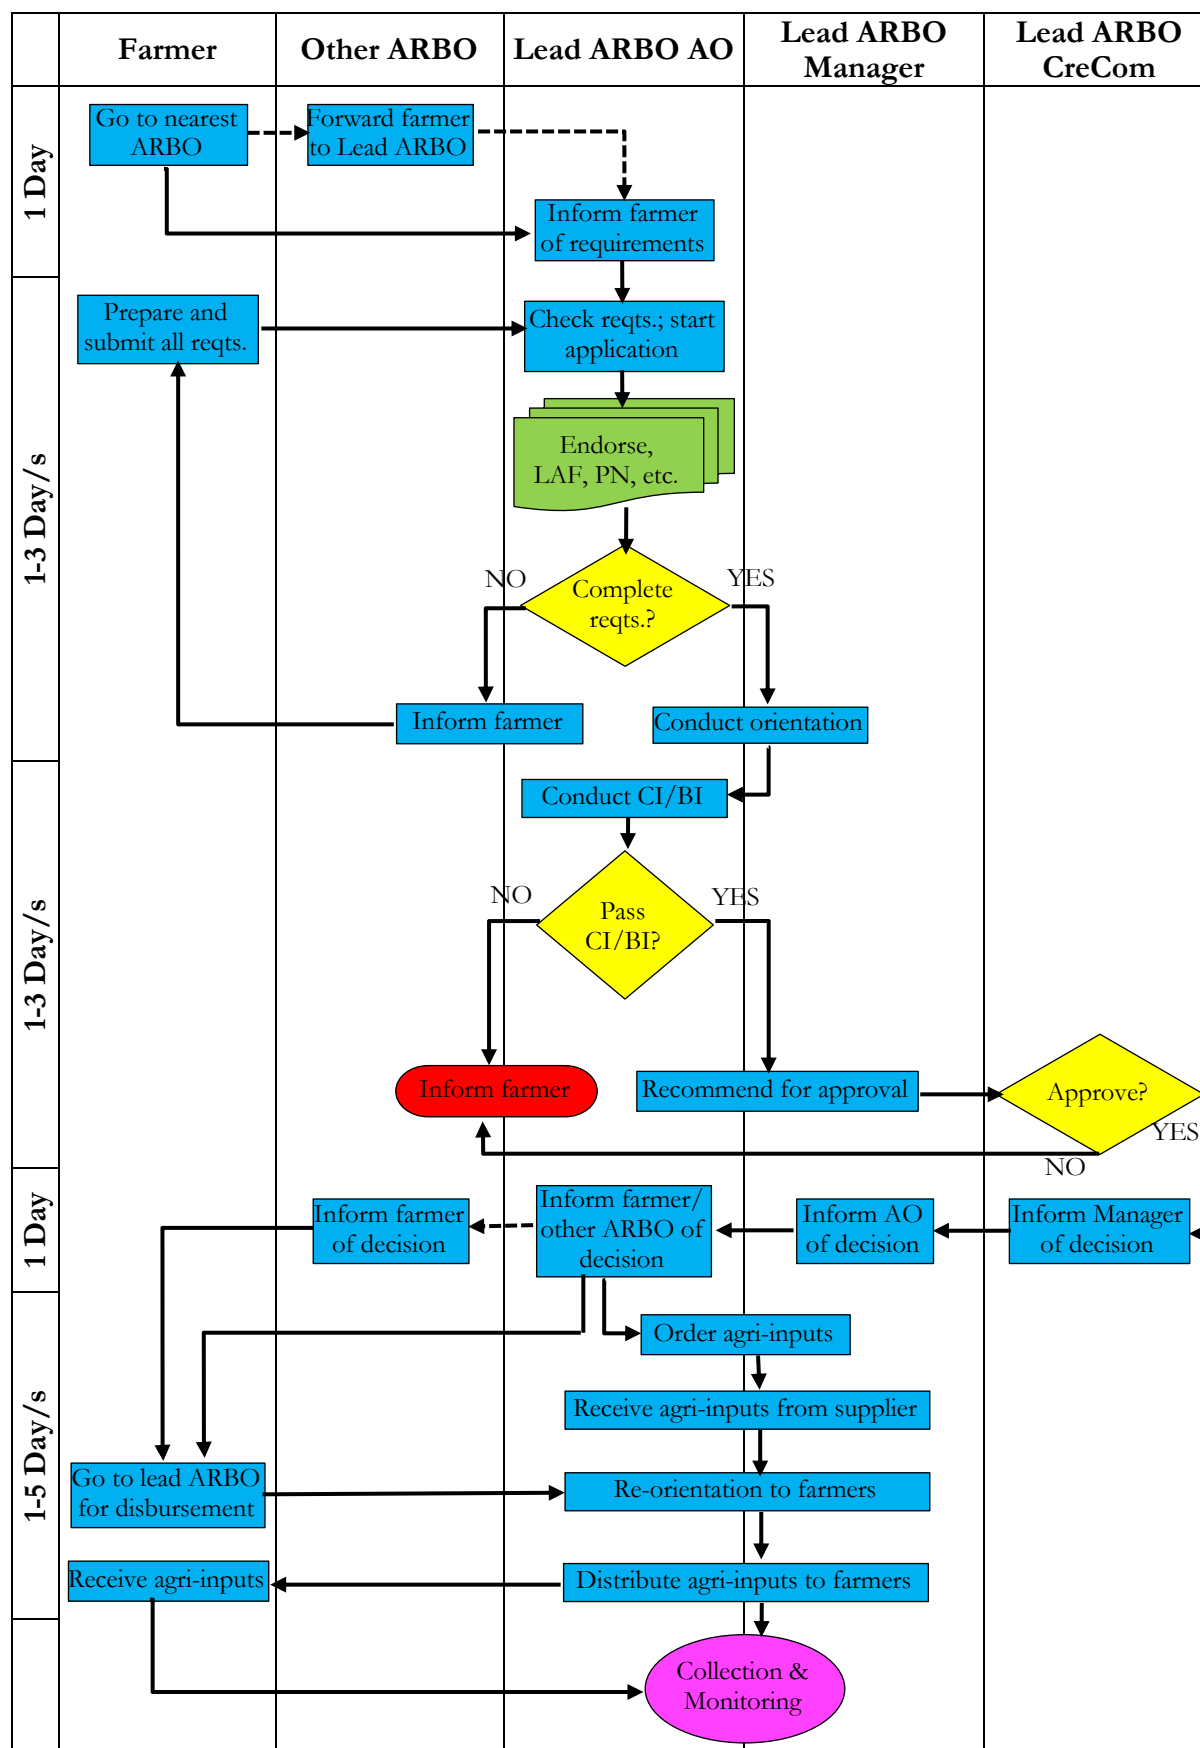 Farmer
Other ARBO
Lead ARBO AO
Lead ARBO
Manager
Lead ARBO
CreCom
1 Day
Go to nearest
ARBO
Forward farmer
to Lead ARBO
Inform farmer
of requirements
1-3 Day/s
Prepare and
submit all reqts.
Check reqts.; start
application
Endorse,
LAF, PN, etc.
NO
YES
Complete
reqts.?
Inform farmer
Conduct orientation
1-3 Day/s
Conduct CI/BI
NO
YES
Pass
CI/BI?
Inform farmer
Recommend for approval
Approve?
YES
NO
1 Day
Inform farmer
of decision
Inform farmer/
other ARBO of
decision
Inform AO
of decision
Inform Manager
of decision
1-5 Day/s
Order agri-inputs
Receive agri-inputs from supplier
Go to lead ARBO
for disbursement
Re-orientation to farmers
Receive agri-inputs
Distribute agri-inputs to farmers
Collection &
Monitoring